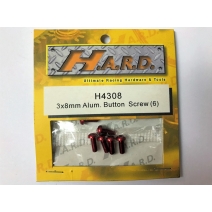 H.A.R.D.
Ultimate Racing Hardware & Tools
H4308
3x8mm Alum. Button Screw (6)